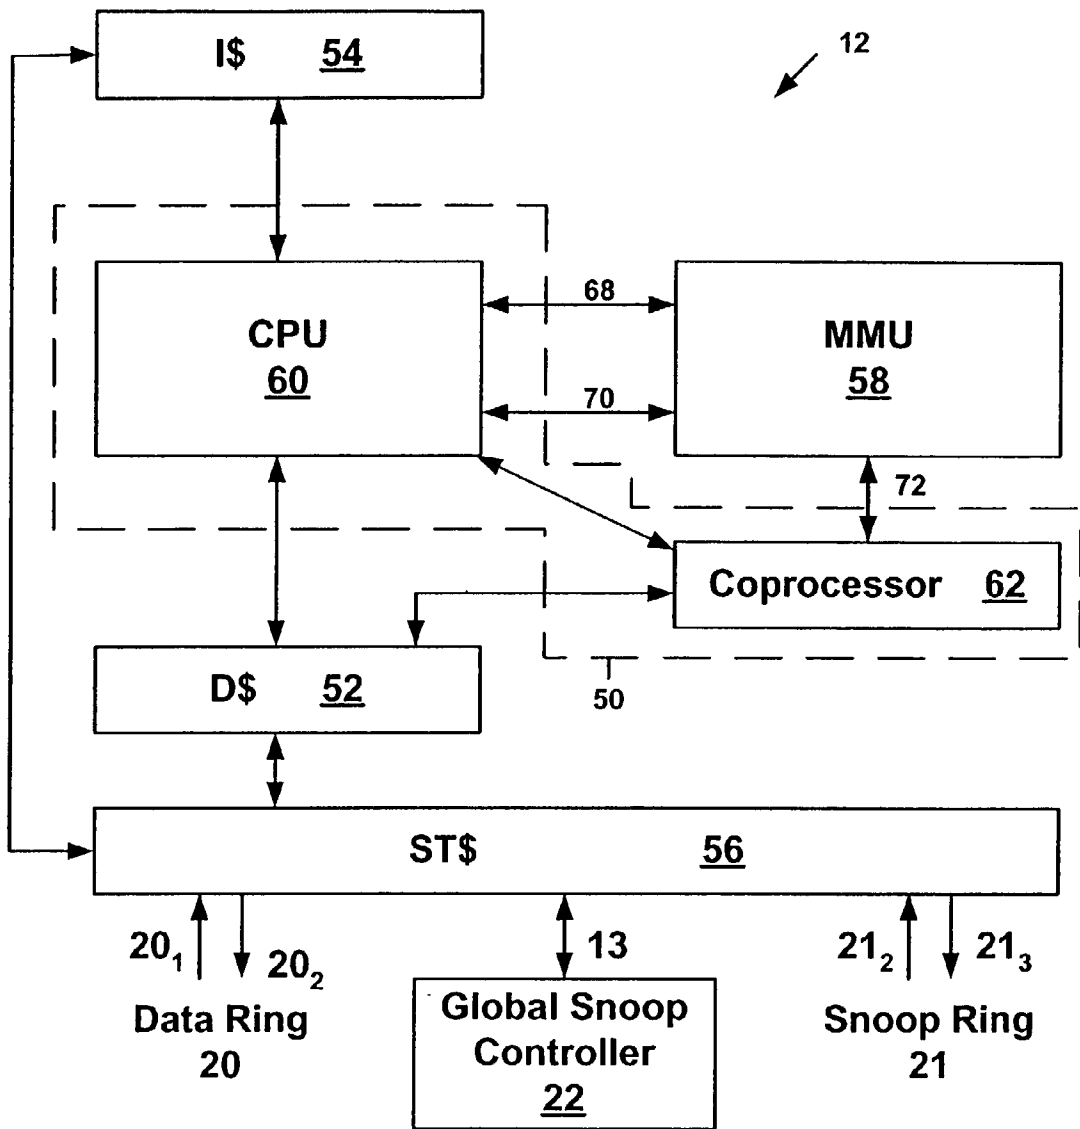 I$ 54
12
CPU
60
68
MMU
58
70
72
Coprocessor 62
D$ 52
50
ST$ 56
20₁
20₂
13
21₂
21₃
Data Ring
20
Global Snoop
Controller
22
Snoop Ring
21